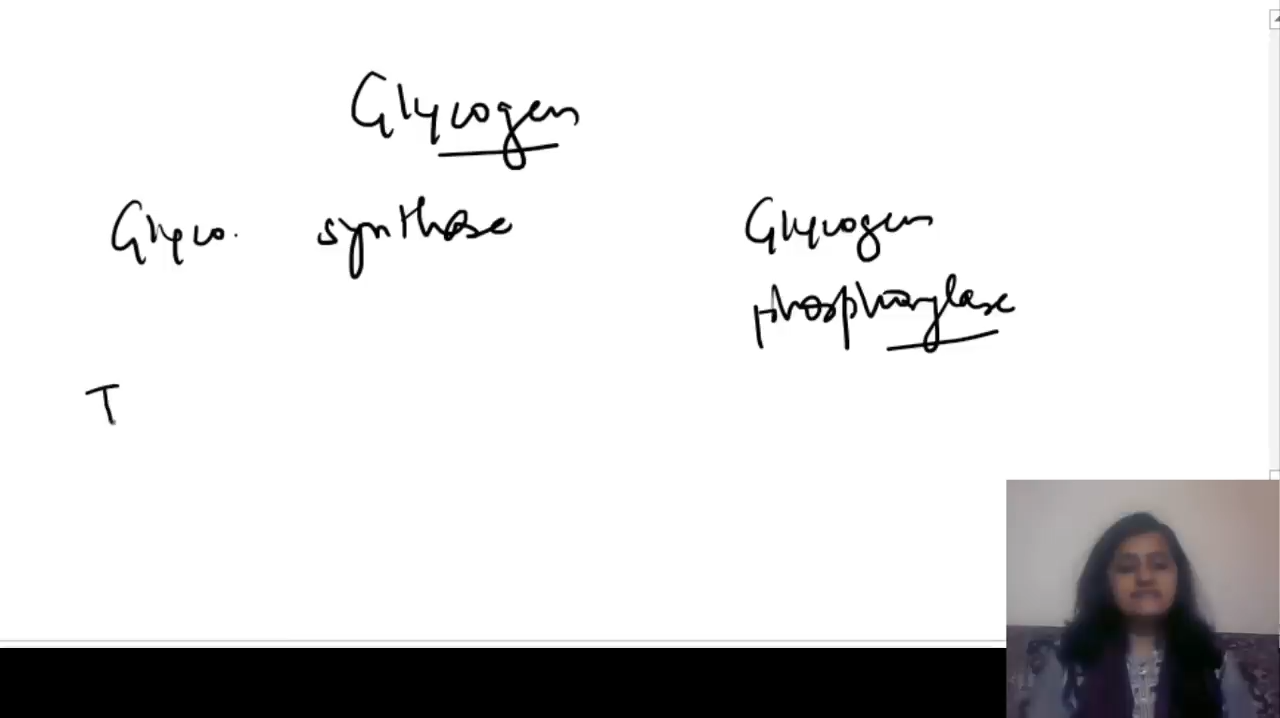 Glycogen
Glyco. synthase
Glycogen
phosphorylase
T